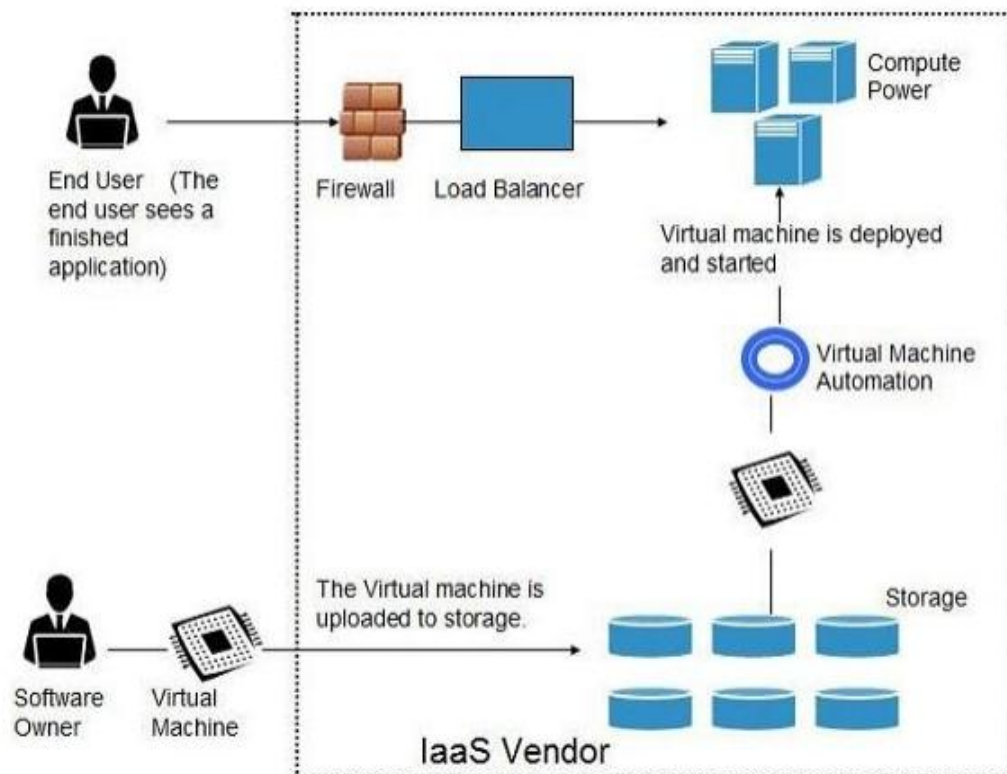 Compute
Power
End User (The
end user sees a
finished
application)
Firewall
Load Balancer
Virtual machine is deployed
and started
Virtual Machine
Automation
The Virtual machine is
uploaded to storage.
Storage
Software
Owner
Virtual
Machine
IaaS Vendor